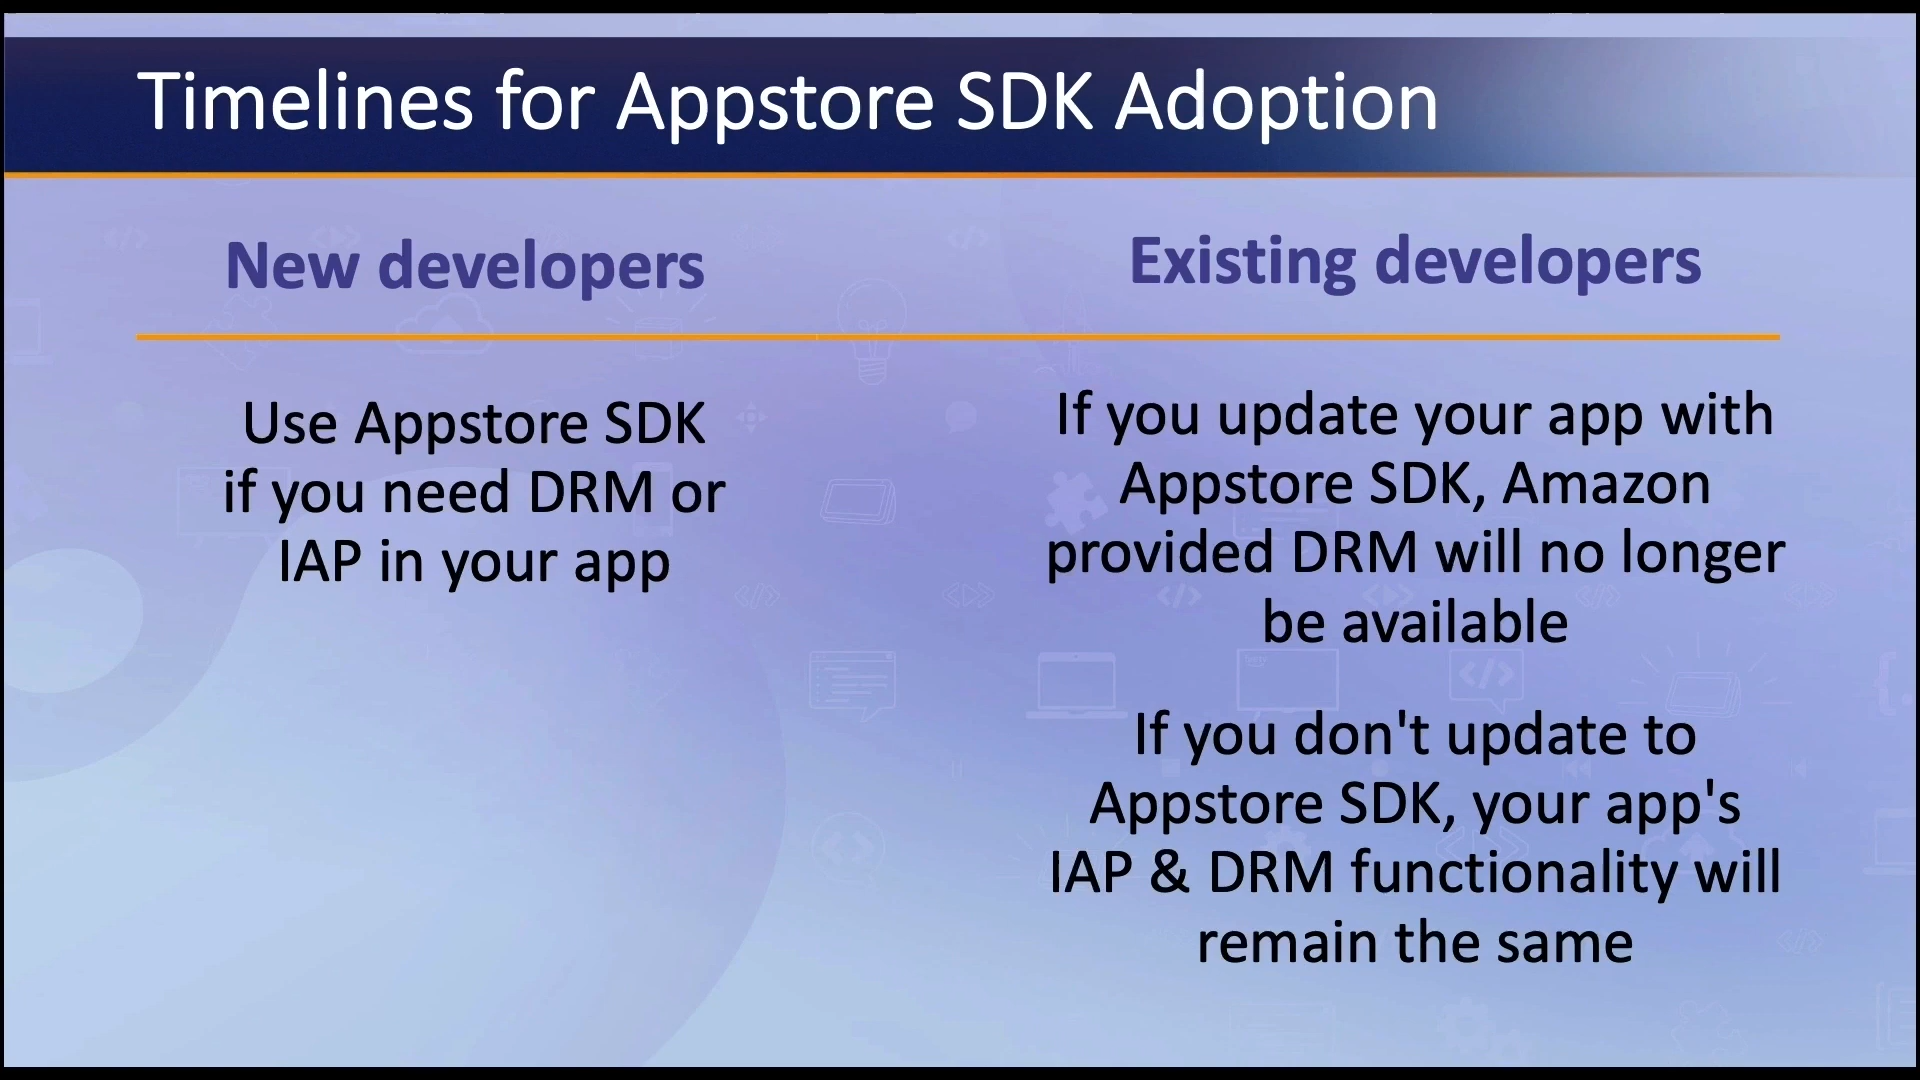 Timelines for Appstore SDK Adoption
New developers
Use Appstore SDK
if you need DRM or
IAP in your app
Existing developers
If you update your app with
Appstore SDK, Amazon
provided DRM will no longer
be available
If you don't update to
Appstore SDK, your app's
IAP & DRM functionality will
remain the same